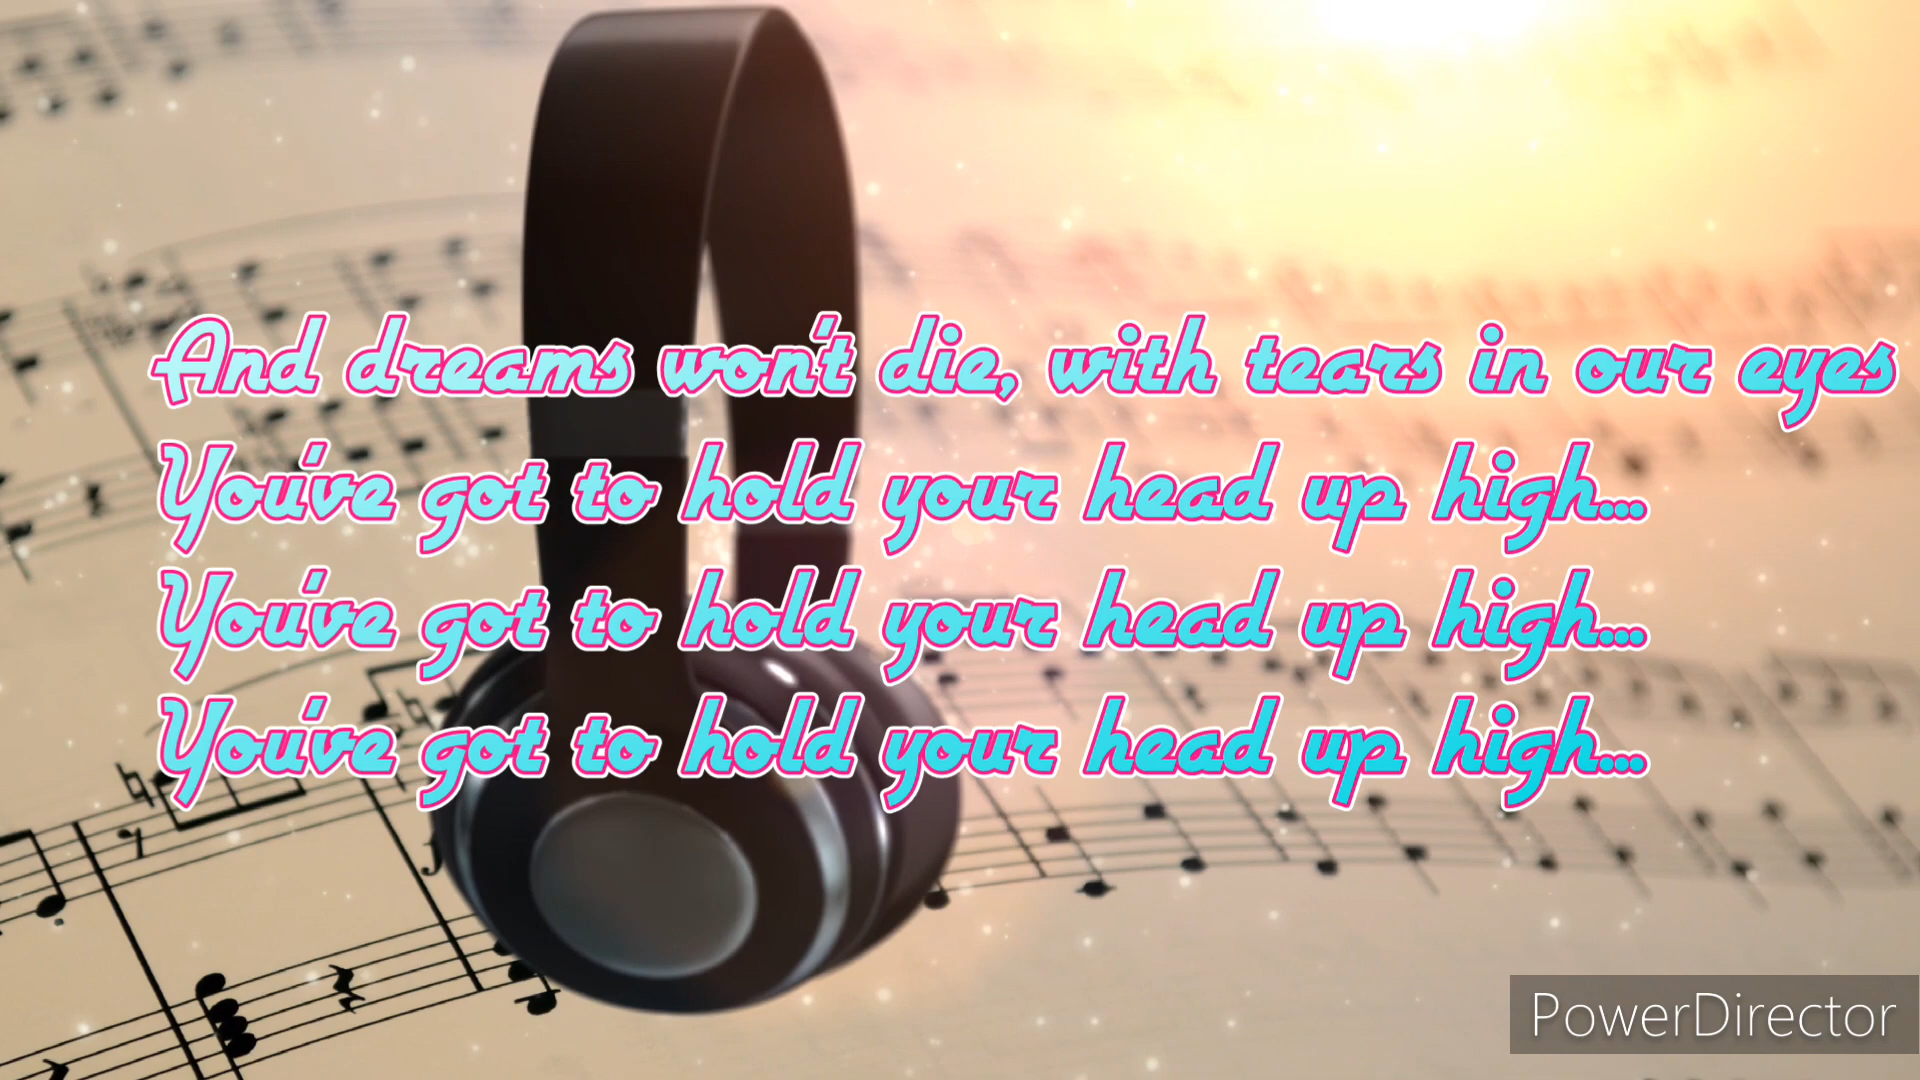 And dreams won't die, with tears in our eyes
You've got to hold your head up high...
You've got to hold your head up high...
You've got to hold your head up high...
PowerDirector